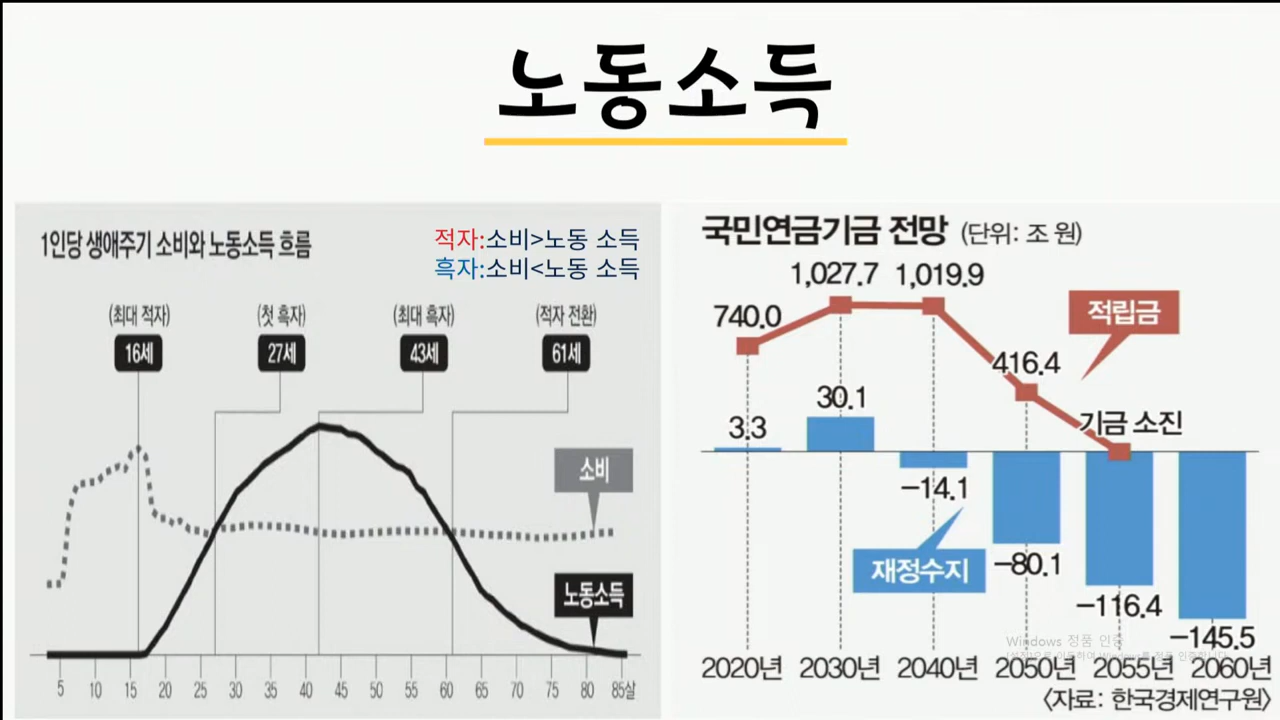 노동소득
1인당 생애주기 소비와 노동소득 흐름
적자:소비>노동 소득
흑자:소비<노동 소득
(최대 적자) (첫 흑자) (최대 흑자) (적자 전환)
16세 27세 43세 61세
소비
노동소득
5 10 15 20 25 30 35 40 45 50 55 60 65 70 75 80 85살
국민연금기금 전망 (단위: 조 원)
740.0 1,027.7 1,019.9 416.4 기금 소진
적립금
3.3 30.1 -14.1 -80.1 -116.4 -145.5
재정수지
Windows 정품 인증
2020년 2030년 2040년 2050년 2055년 2060년
〈자료: 한국경제연구원〉